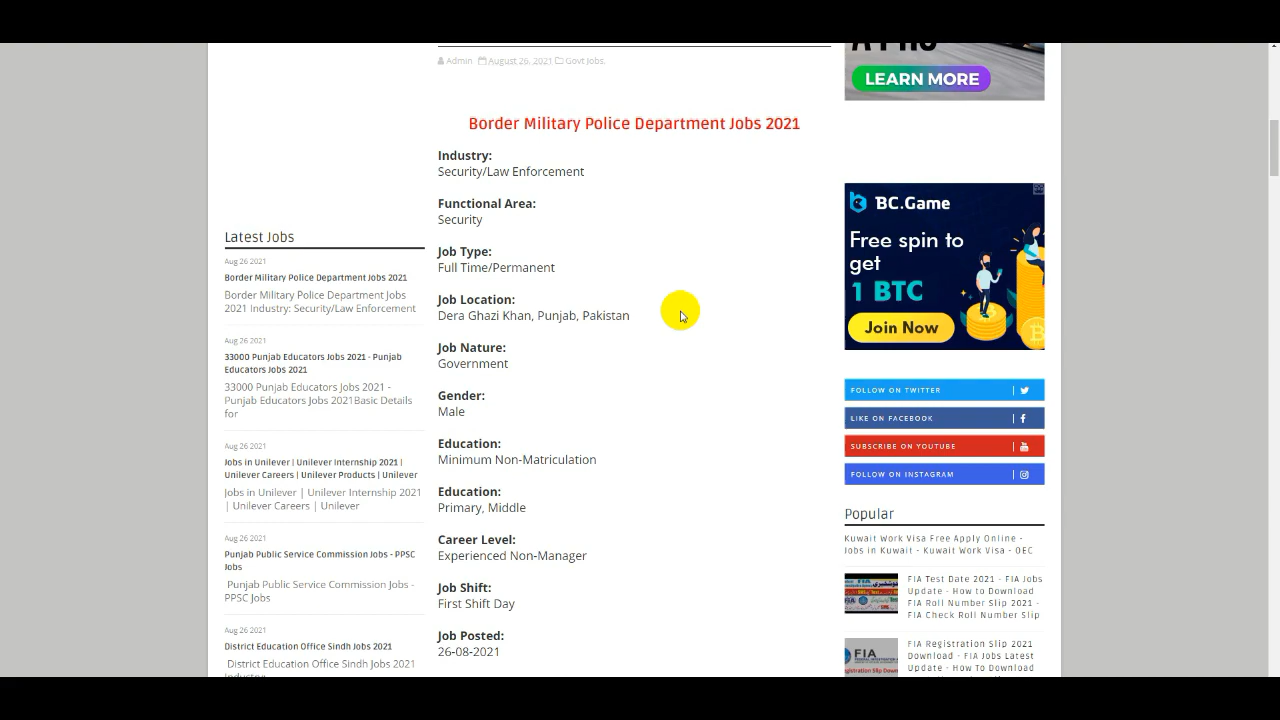 Admin August 26, 2021 Govt Jobs,
Border Military Police Department Jobs 2021
Industry:
Security/Law Enforcement
Functional Area:
Security
Job Type:
Full Time/Permanent
Job Location:
Dera Ghazi Khan, Punjab, Pakistan
Job Nature:
Government
Gender:
Male
Education:
Minimum Non-Matriculation
Education:
Primary, Middle
Career Level:
Experienced Non-Manager
Job Shift:
First Shift Day
Job Posted:
26-08-2021
Latest Jobs
Aug 26 2021
Border Military Police Department Jobs 2021
Border Military Police Department Jobs
2021 Industry: Security/Law Enforcement
Aug 26 2021
33000 Punjab Educators Jobs 2021 - Punjab
Educators Jobs 2021
33000 Punjab Educators Jobs 2021 -
Punjab Educators Jobs 2021Basic Details
for
Aug 26 2021
Jobs in Unilever | Unilever Internship 2021 |
Unilever Careers | Unilever Products | Unilever
Jobs in Unilever | Unilever Internship 2021
| Unilever Careers | Unilever
Aug 26 2021
Punjab Public Service Commission Jobs - PPSC
Jobs
Punjab Public Service Commission Jobs -
PPSC Jobs
Aug 26 2021
District Education Office Sindh Jobs 2021
District Education Office Sindh Jobs 2021
LEARN MORE
BC.Game
Free spin to
get
1 BTC
Join Now
FOLLOW ON TWITTER
LIKE ON FACEBOOK
SUBSCRIBE ON YOUTUBE
FOLLOW ON INSTAGRAM
Popular
Kuwait Work Visa Free Apply Online -
Jobs in Kuwait - Kuwait Work Visa - OEC
FIA Test Date 2021 - FIA Jobs
Update - How to Download
FIA Roll Number Slip 2021 -
FIA Check Roll Number Slip
FIA
FIA Registration Slip 2021
Download - FIA Jobs Latest
Update - How To Download